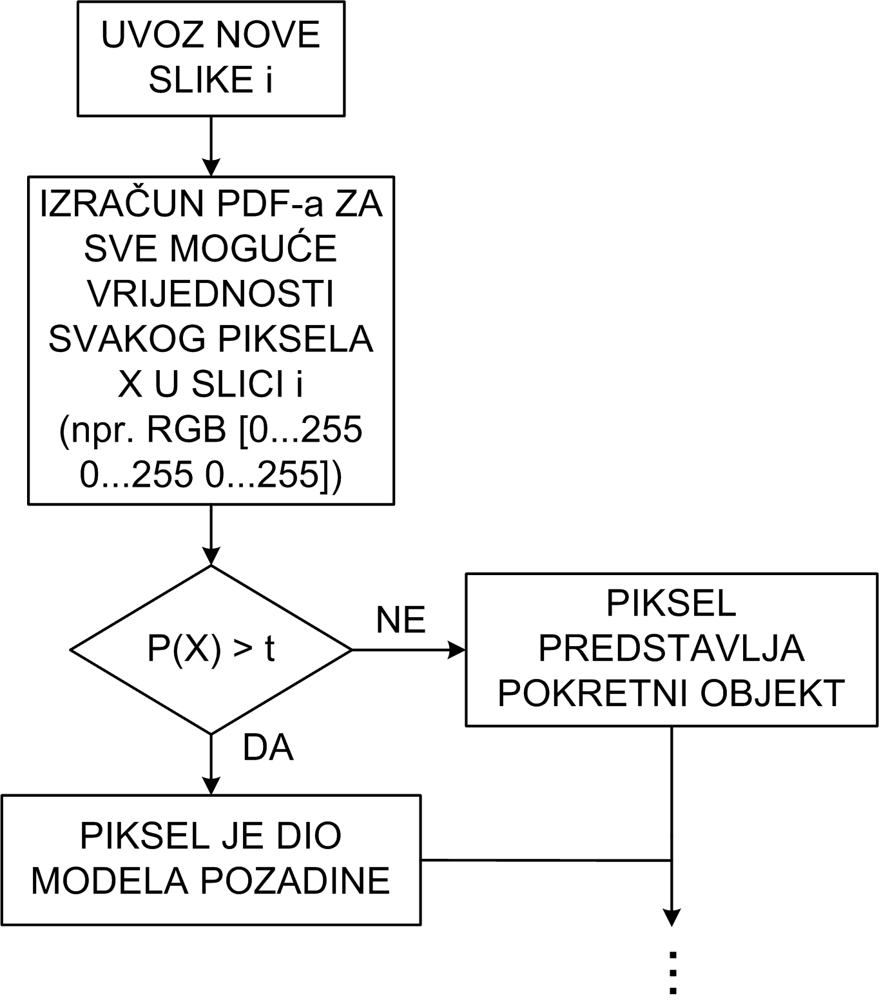 UVOZ NOVE
SLIKE i
IZRAČUN PDF-a ZA
SVE MOGUĆE
VRIJEDNOSTI
SVAKOG PIKSELA
X U SLICI i
(npr. RGB [0...255
0...255 0...255])
P(X) > t
NE
PIKSEL
PREDSTAVLJA
POKRETNI OBJEKT
DA
PIKSEL JE DIO
MODELA POZADINE